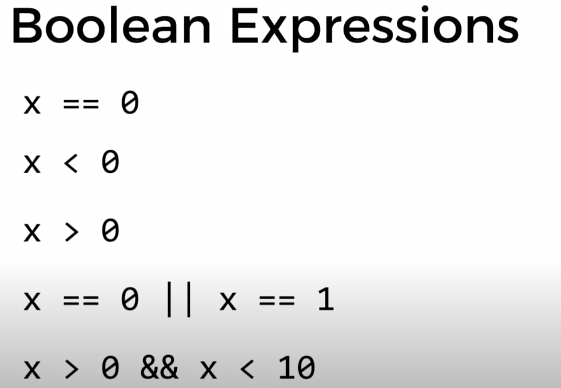 Boolean Expressions
x == 0
x < 0
x > 0
x == 0 || x == 1
x > 0 && x < 10